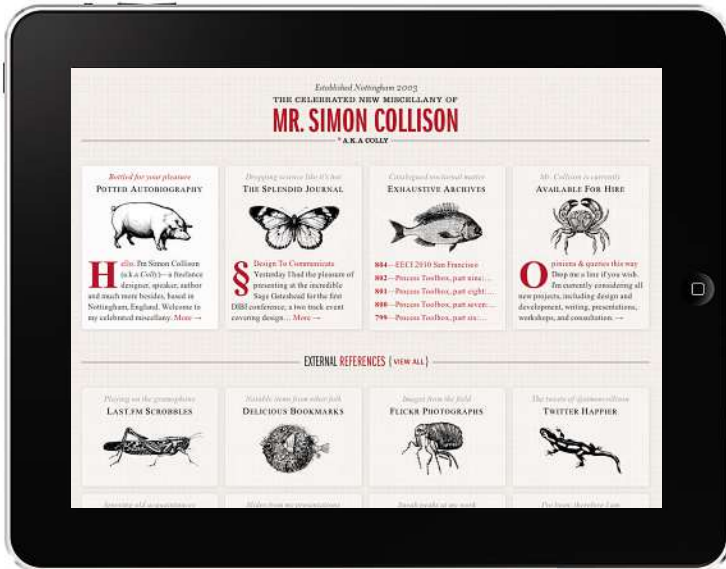 Established Nottingham 2003
THE CELEBRATED NEW MISCELLANY OF
MR. SIMON COLLISON
* A.K.A COLLY
Bottled for your pleasure
POTTED AUTOBIOGRAPHY
Hello. I'm Simon Collison
(a.k.a Colly)—a freelance
designer, speaker, author
and much more besides, based in
Nottingham, England. Welcome to
my celebrated miscellany. More →
Dropping science like it's hot
THE SPLENDID JOURNAL
§ Design To Communicate
Yesterday I had the pleasure of
presenting at the incredible
Sage Gateshead for the first
DIBI conference, a two track event
covering design… More →
Catalogued nocturnal matter
EXHAUSTIVE ARCHIVES
804—EECI 2010 San Francisco
802—Process Toolbox, part nine:…
801—Process Toolbox, part eight:…
800—Process Toolbox, part seven:…
799—Process Toolbox, part six:…
Mr. Collison is currently
AVAILABLE FOR HIRE
Opinions & queries this way
Drop me a line if you wish.
I'm currently considering all
new projects, including design and
development, writing, presentations,
workshops, and consultation. →
EXTERNAL REFERENCES { VIEW ALL }
Playing on the gramophone
LAST.FM SCROBBLES
Notable items from other folk
DELICIOUS BOOKMARKS
Images from the field
FLICKR PHOTOGRAPHS
The tweets of @simoncollison
TWITTER HAPPIER
Slides from my presentations